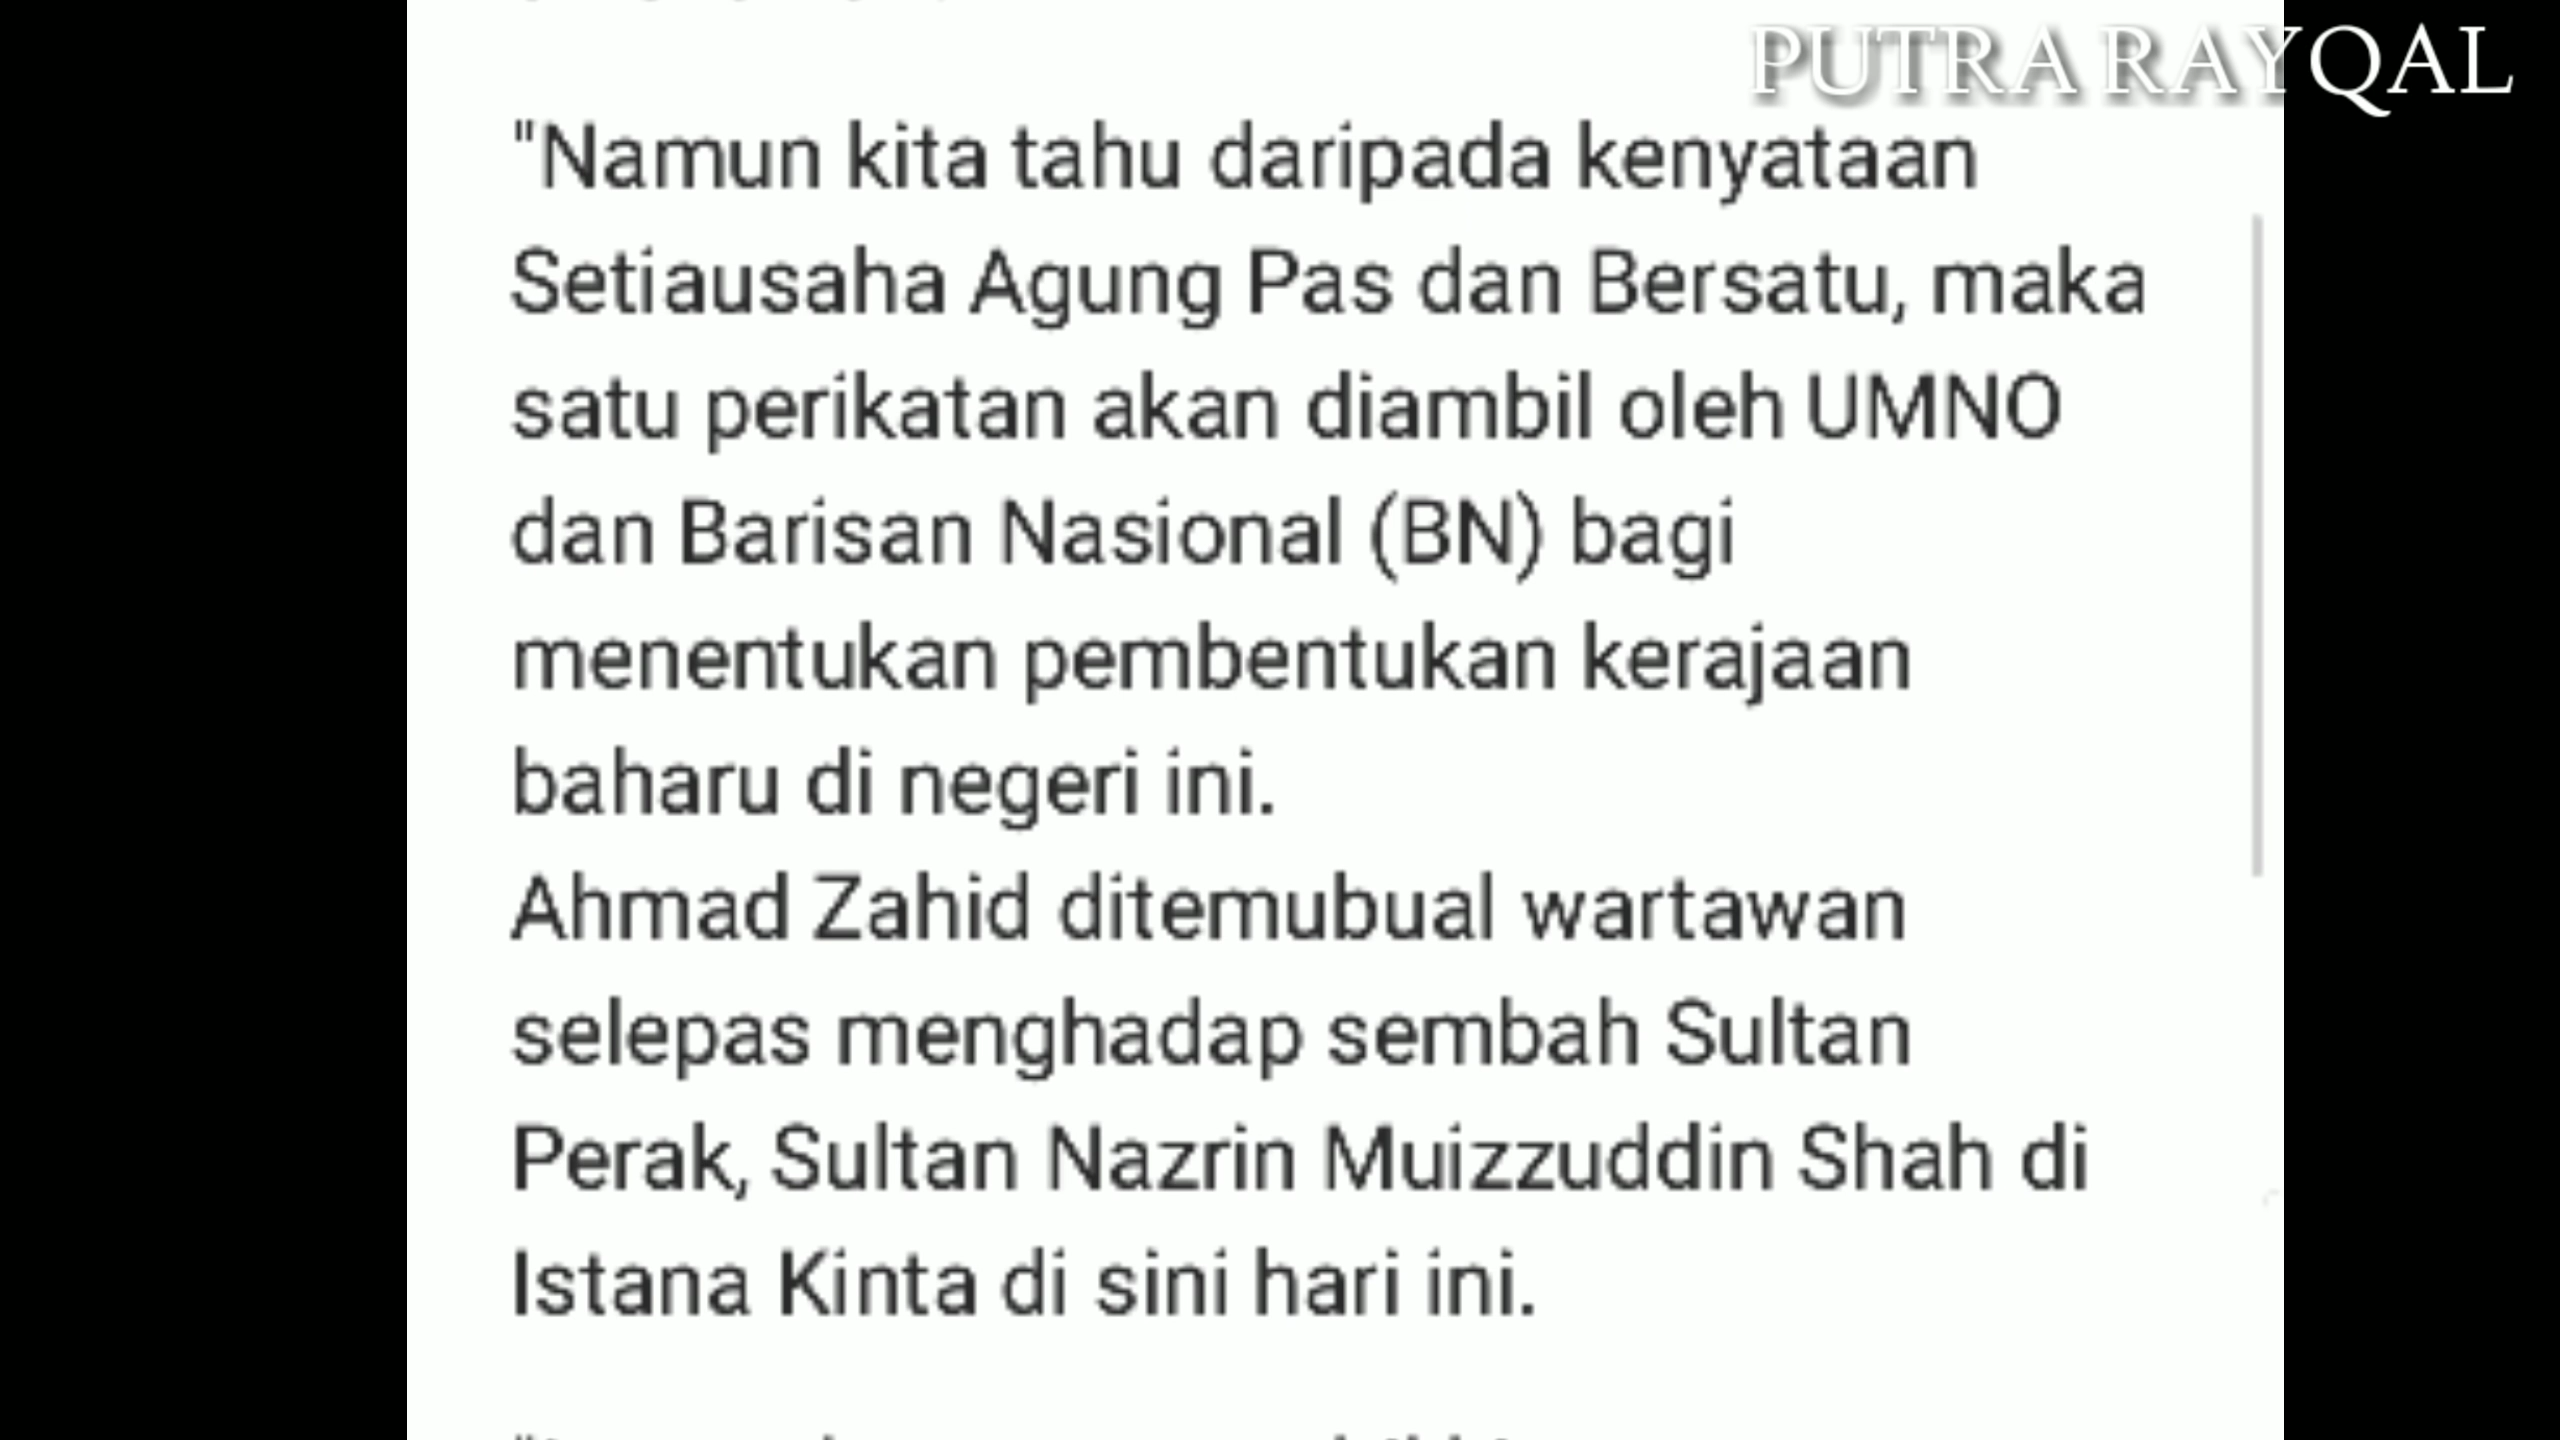 PUTRA RAYQAL
"Namun kita tahu daripada kenyataan
Setiausaha Agung Pas dan Bersatu, maka
satu perikatan akan diambil oleh UMNO
dan Barisan Nasional (BN) bagi
menentukan pembentukan kerajaan
baharu di negeri ini.
Ahmad Zahid ditemubual wartawan
selepas menghadap sembah Sultan
Perak, Sultan Nazrin Muizzuddin Shah di
Istana Kinta di sini hari ini.